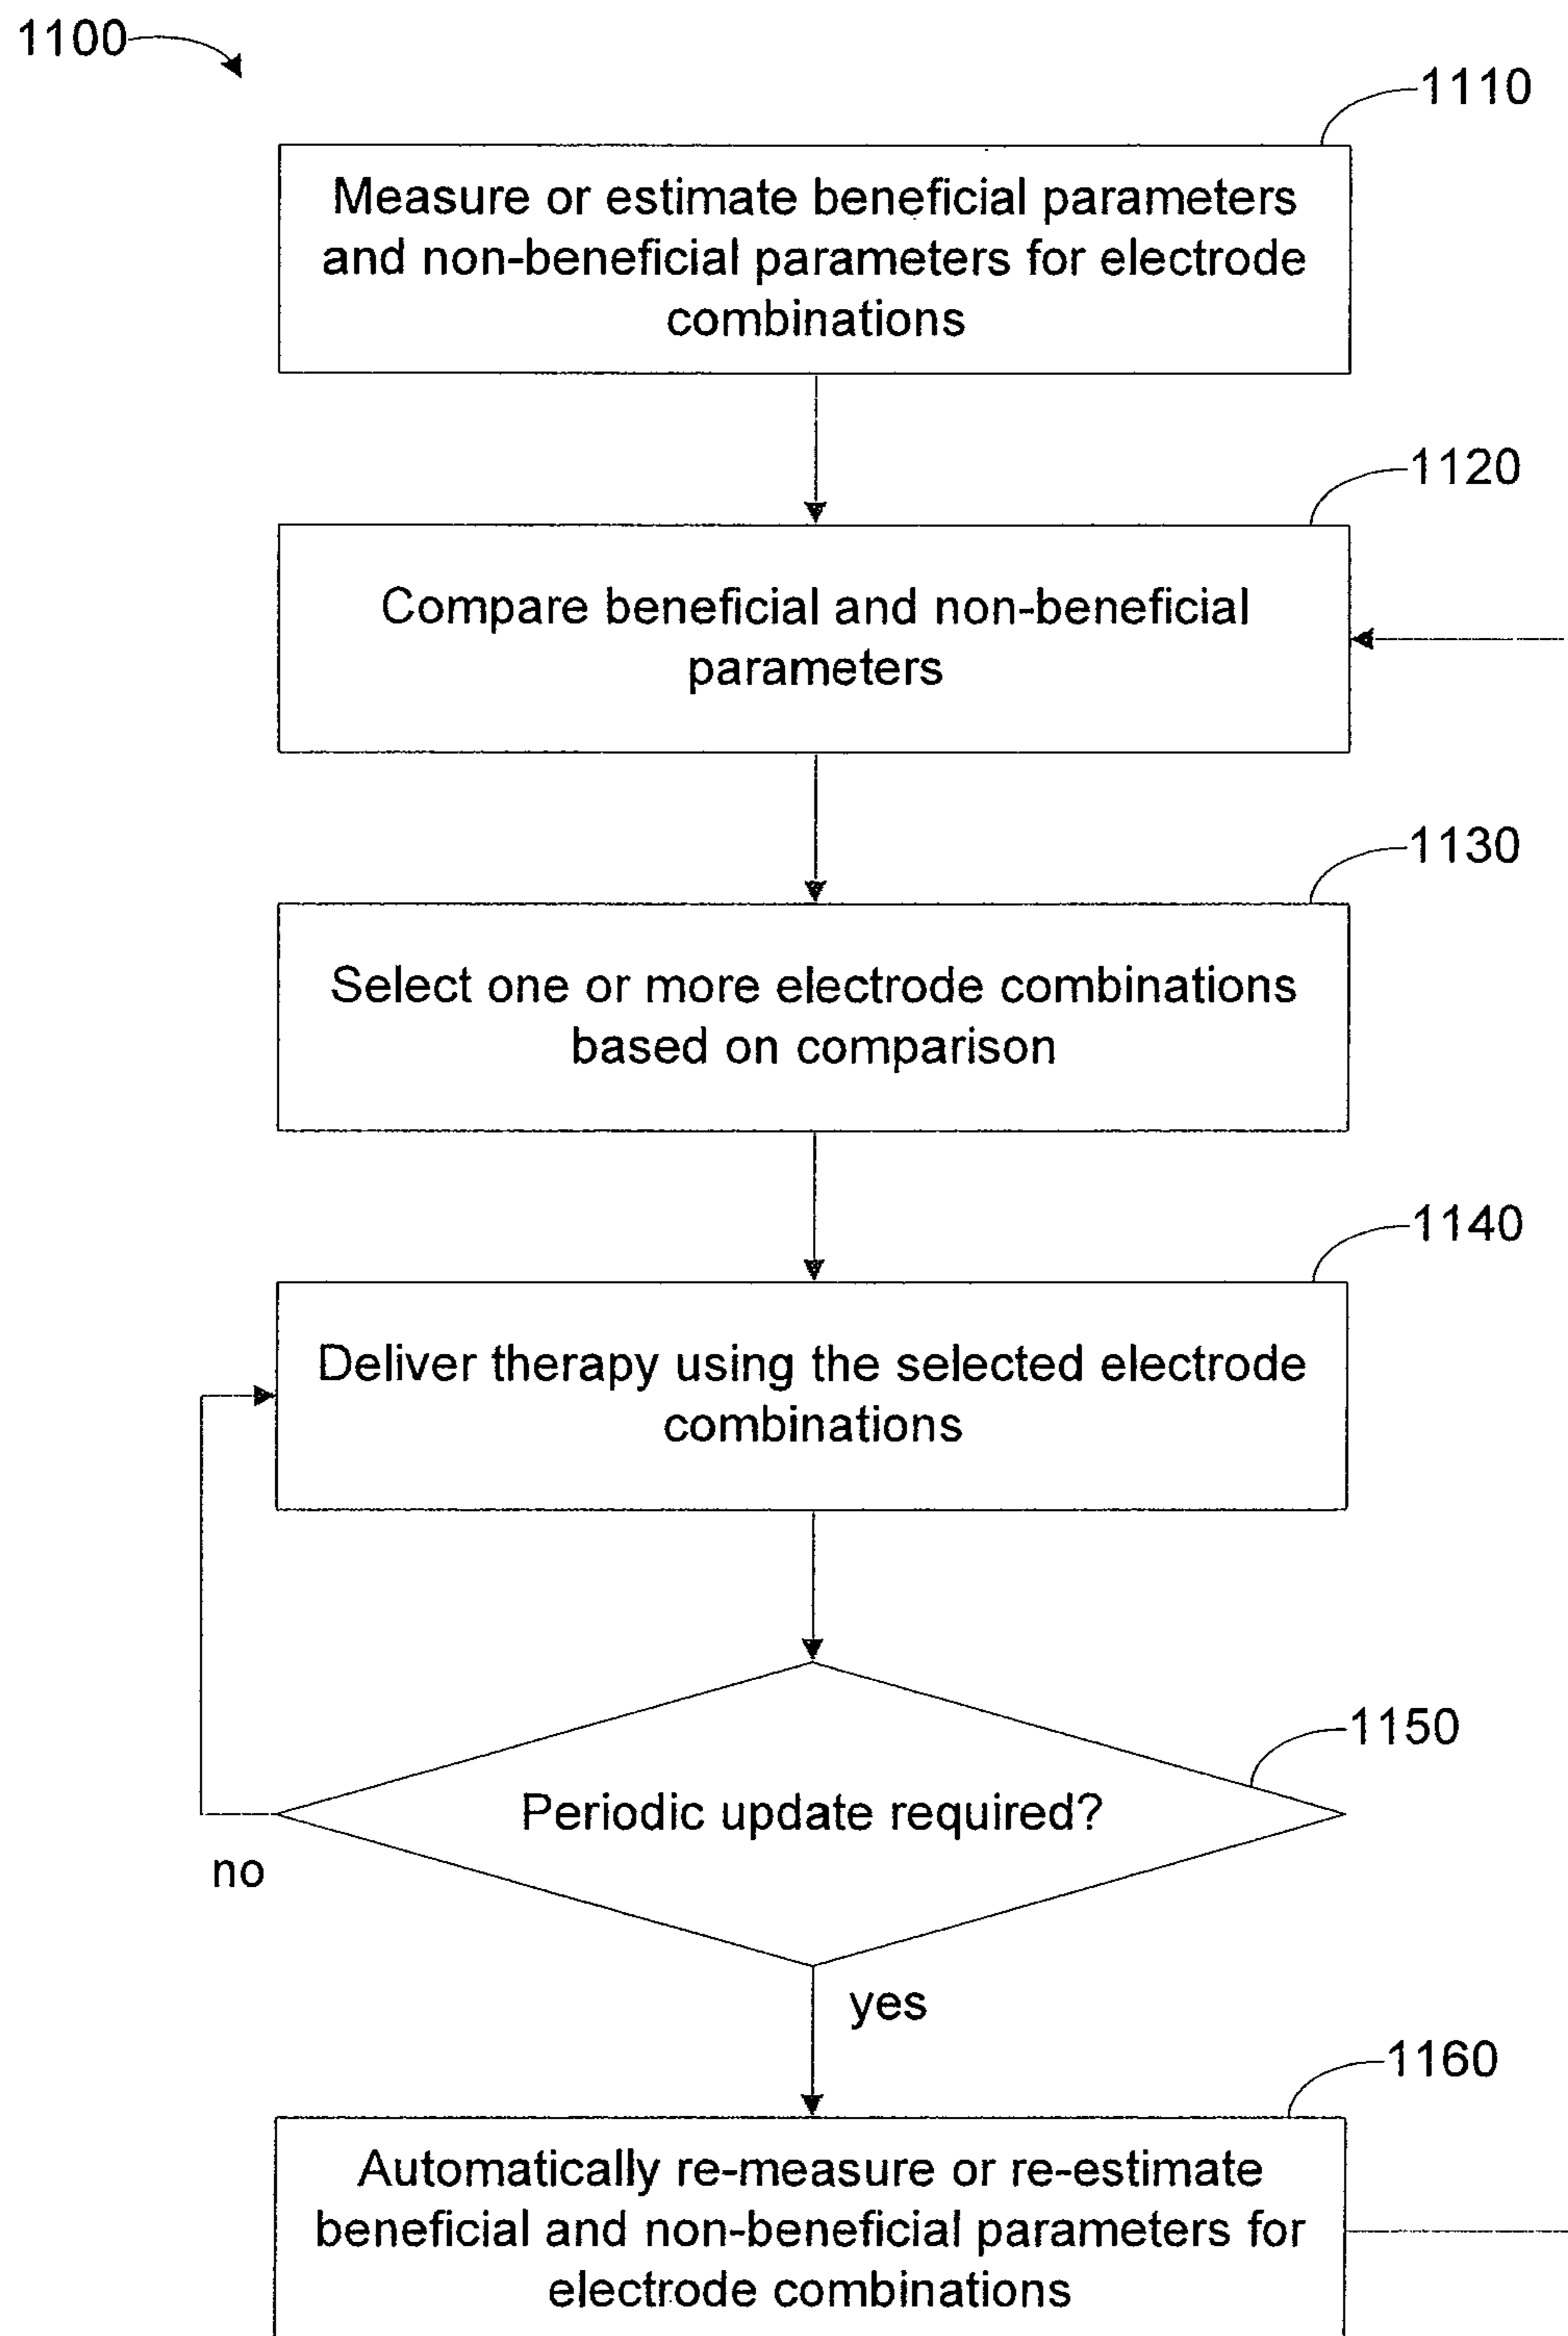 1100
1110
Measure or estimate beneficial parameters
and non-beneficial parameters for electrode
combinations
1120
Compare beneficial and non-beneficial
parameters
1130
Select one or more electrode combinations
based on comparison
1140
Deliver therapy using the selected electrode
combinations
1150
Periodic update required?
no
yes
1160
Automatically re-measure or re-estimate
beneficial and non-beneficial parameters for
electrode combinations